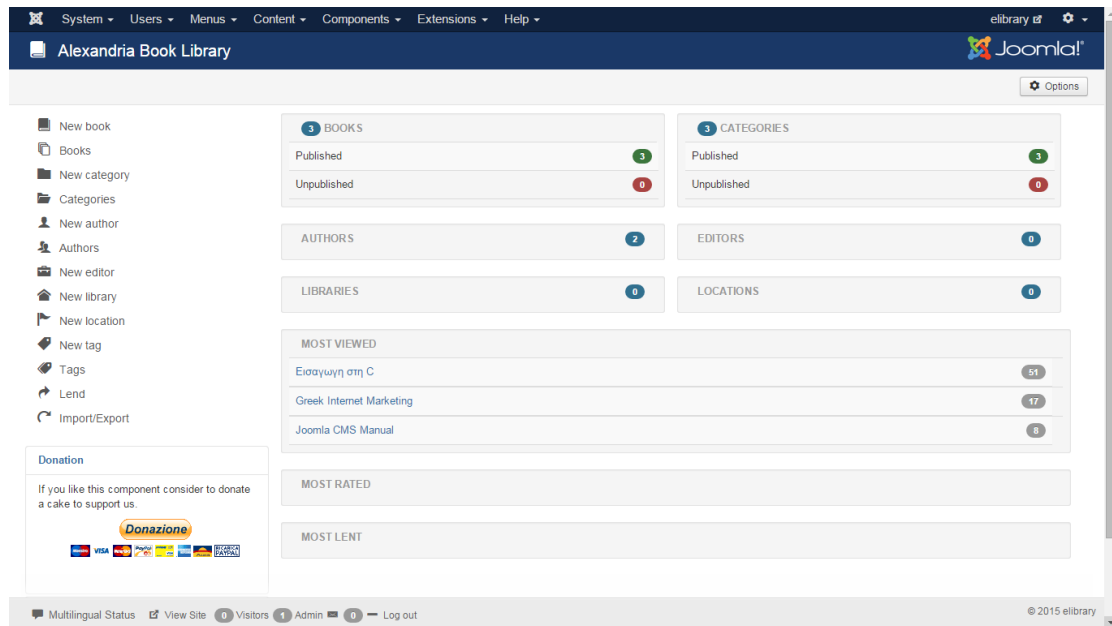 System Users Menus Content Components Extensions Help elibrary
Alexandria Book Library Joomla!®
Options
New book
Books
New category
Categories
New author
Authors
New editor
New library
New location
New tag
Tags
Lend
Import/Export
Donation
If you like this component consider to donate
a cake to support us.
Donazione
VISA PayPal RICARICA PAYPAL
3 BOOKS
Published 3
Unpublished 0
3 CATEGORIES
Published 3
Unpublished 0
AUTHORS 2
EDITORS 0
LIBRARIES 0
LOCATIONS 0
MOST VIEWED
Εισαγωγη στη C 51
Greek Internet Marketing 17
Joomla CMS Manual 8
MOST RATED
MOST LENT
Multilingual Status View Site 0 Visitors 1 Admin 0 Log out © 2015 elibrary